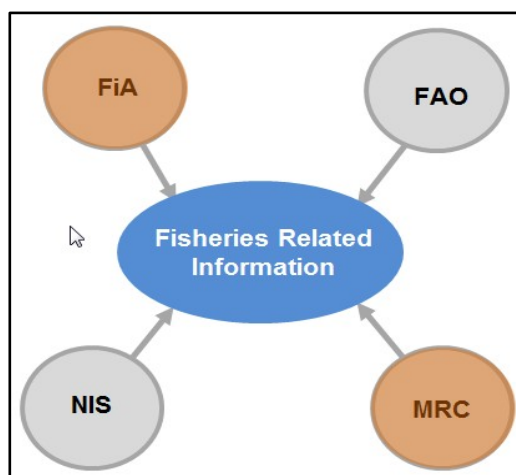 FiA
FAO
Fisheries Related
Information
NIS
MRC